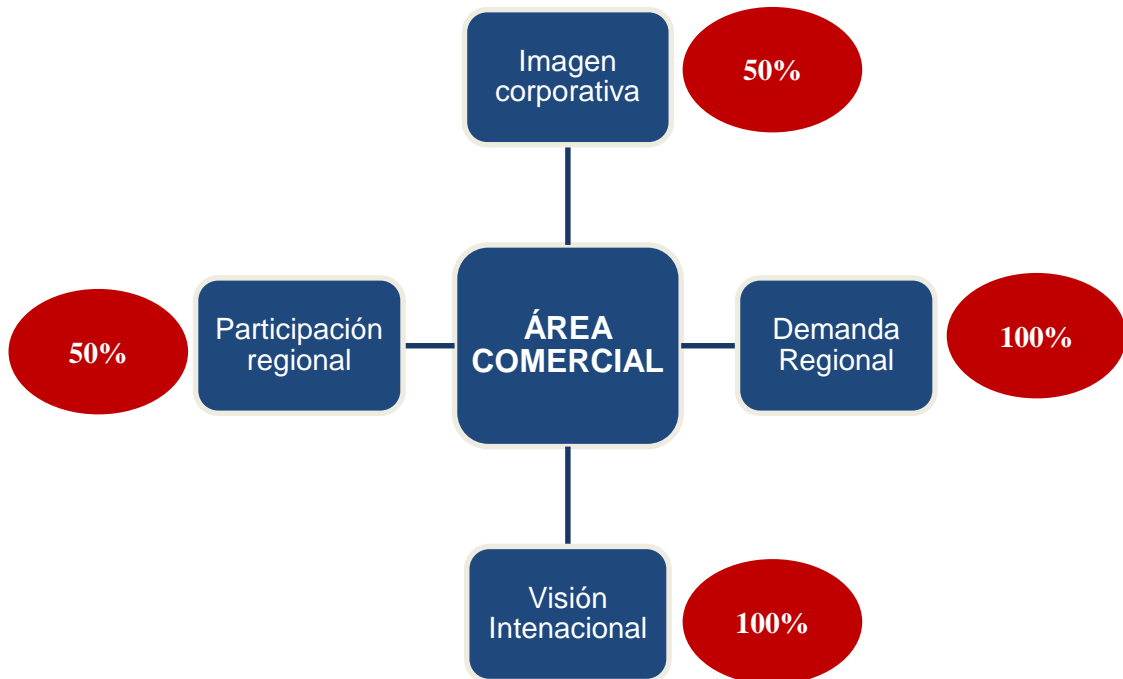 Imagen
corporativa
50%
50%
Participación
regional
ÁREA
COMERCIAL
Demanda
Regional
100%
Visión
Intenacional
100%